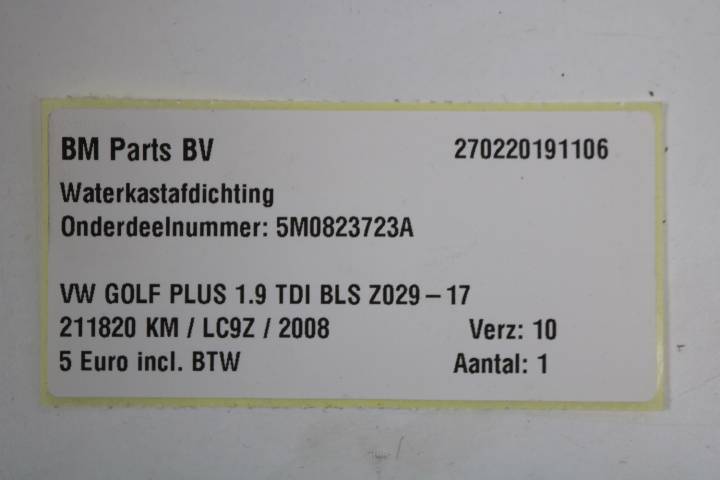 BM Parts BV 270220191106
Waterkastafdichting
Onderdeelnummer: 5M0823723A
VW GOLF PLUS 1.9 TDI BLS Z029-17
211820 KM / LC9Z / 2008 Verz: 10
5 Euro incl. BTW Aantal: 1